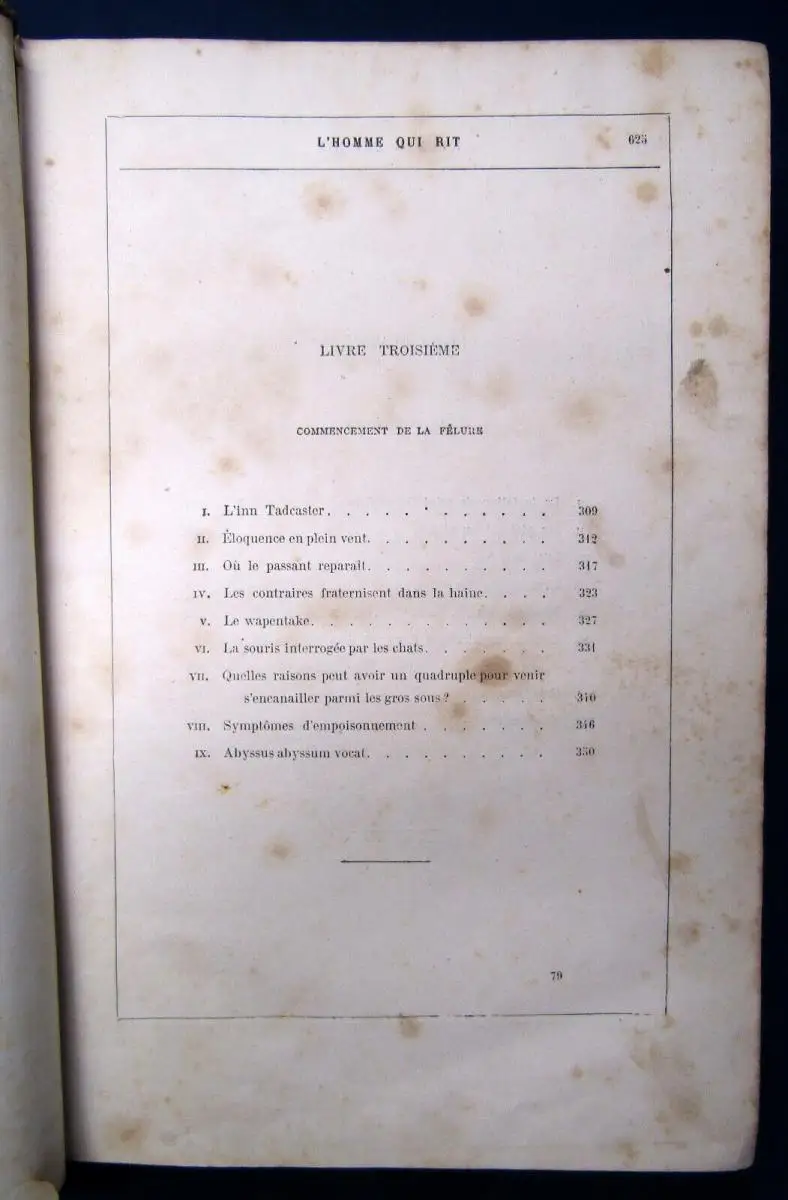 L'HOMME QUI RIT 625
LIVRE TROISIÈME
COMMENCEMENT DE LA FÊLURE
I. L'inn Tadcaster. . . . . . . . . . . . 309
II. Éloquence en plein vent. . . . . . . . . . 312
III. Où le passant reparaît. . . . . . . . . . 317
IV. Les contraires fraternisent dans la haine. . . . 323
V. Le wapentake. . . . . . . . . . . . . 327
VI. La souris interrogée par les chats. . . . . . . 331
VII. Quelles raisons peut avoir un quadruple pour venir
s'encanailler parmi les gros sous? . . . . . 340
VIII. Symptômes d'empoisonnement . . . . . . . 346
IX. Abyssus abyssum vocat. . . . . . . . . . 350
79